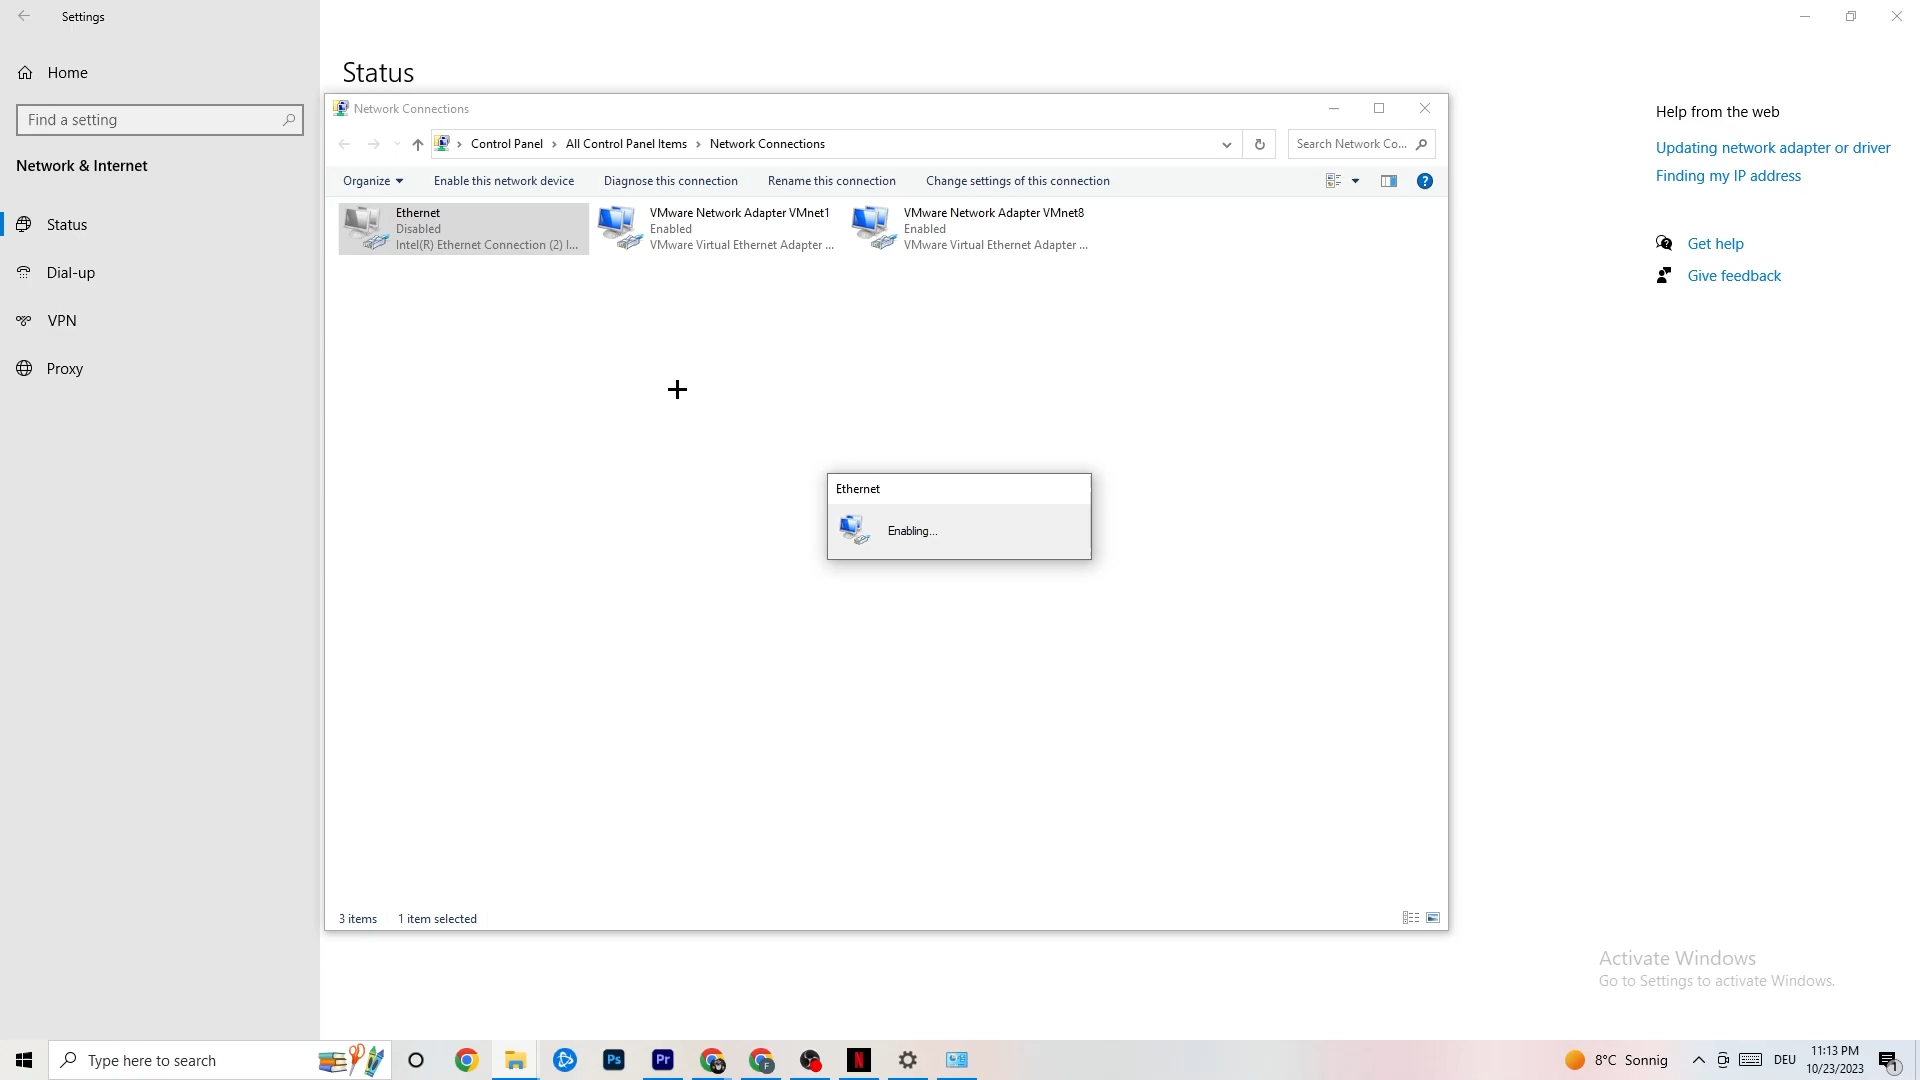 Settings
Home
Find a setting
Network & Internet
Status
Dial-up
VPN
Proxy
Status
Network Connections
Control Panel > All Control Panel Items > Network Connections
Search Network Co...
Organize
Enable this network device
Diagnose this connection
Rename this connection
Change settings of this connection
Ethernet
Disabled
Intel(R) Ethernet Connection (2) I...
VMware Network Adapter VMnet1
Enabled
VMware Virtual Ethernet Adapter ...
VMware Network Adapter VMnet8
Enabled
VMware Virtual Ethernet Adapter ...
Ethernet
Enabling...
3 items
1 item selected
Help from the web
Updating network adapter or driver
Finding my IP address
Get help
Give feedback
Activate Windows
Go to Settings to activate Windows.
Type here to search
Ps
Pr
F
N
8°C Sonnig
DEU
11:13 PM
10/23/2023
1